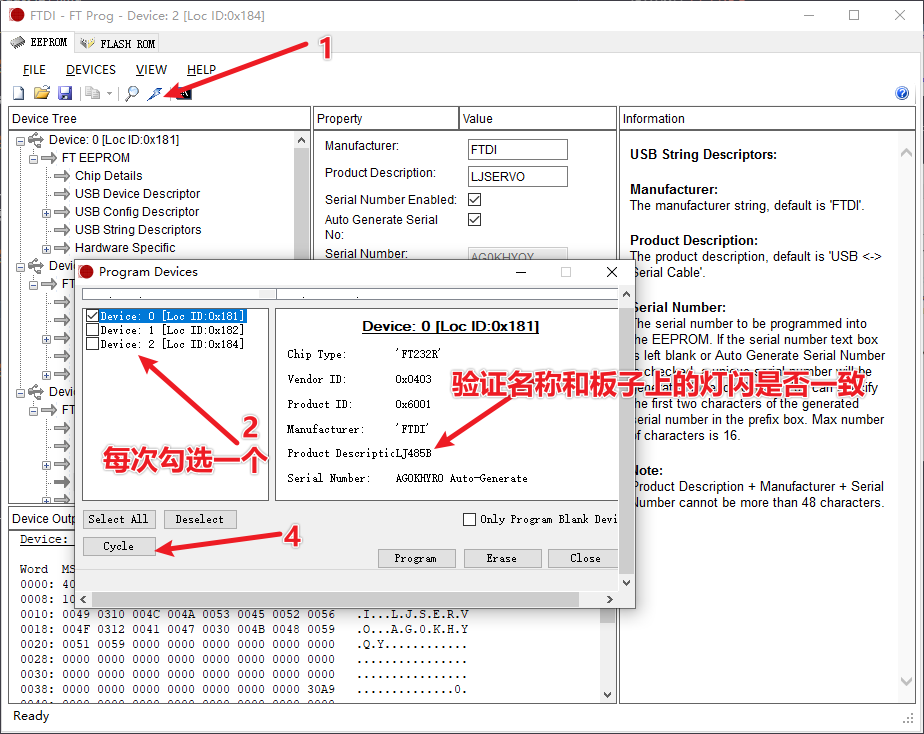 FTDI - FT Prog - Device: 2 [Loc ID:0x184]
EEPROM FLASH ROM
1
FILE DEVICES VIEW HELP
Device Tree
Property Value
Information
Device: 0 [Loc ID:0x181]
FT EEPROM
Chip Details
USB Device Descriptor
USB Config Descriptor
USB String Descriptors
Hardware Specific
Devi
FT
Devi
FT
Manufacturer: FTDI
Product Description: LJSERVO
Serial Number Enabled:
Auto Generate Serial
No:
Serial Number: AG0KHYQY
USB String Descriptors:
Manufacturer:
The manufacturer string, default is 'FTDI'.
Product Description:
The product description, default is 'USB <->
Serial Cable'.
Serial Number:
The serial number to be programmed into
the EEPROM. If the serial number text box
is left blank or Auto Generate Serial Number
the first two characters of the generated
serial number in the prefix box. Max number
of characters is 16.
Note:
Product Description + Manufacturer + Serial
Number cannot be more than 48 characters.
Program Devices
Device: 0 [Loc ID:0x181]
Device: 1 [Loc ID:0x182]
Device: 2 [Loc ID:0x184]
2
每次勾选一个
Device: 0 [Loc ID:0x181]
Chip Type: 'FT232R'
Vendor ID: 0x0403
Product ID: 0x6001
Manufacturer: 'FTDI'
Product Descriptic LJ485B
Serial Number: AG0KHYRO Auto-Generate
验证名称和板子上的灯闪是否一致
Select All Deselect
Only Program Blank Devi
Cycle
4
Program Erase Close
Device Outp
Device:
Word MS
0000: 40
0008: 10
0010: 0049 0310 004C 004A 0053 0045 0052 0056 .I...L.J.S.E.R.V
0018: 004F 0312 0041 0047 0030 004B 0048 0059 .O...A.G.0.K.H.Y
0020: 0051 0059 0000 0000 0000 0000 0000 0000 .Q.Y............
0028: 0000 0000 0000 0000 0000 0000 0000 0000 ................
0030: 0000 0000 0000 0000 0000 0000 0000 0000 ................
0038: 0000 0000 0000 0000 0000 0000 0000 30A9 ..............0.
Ready